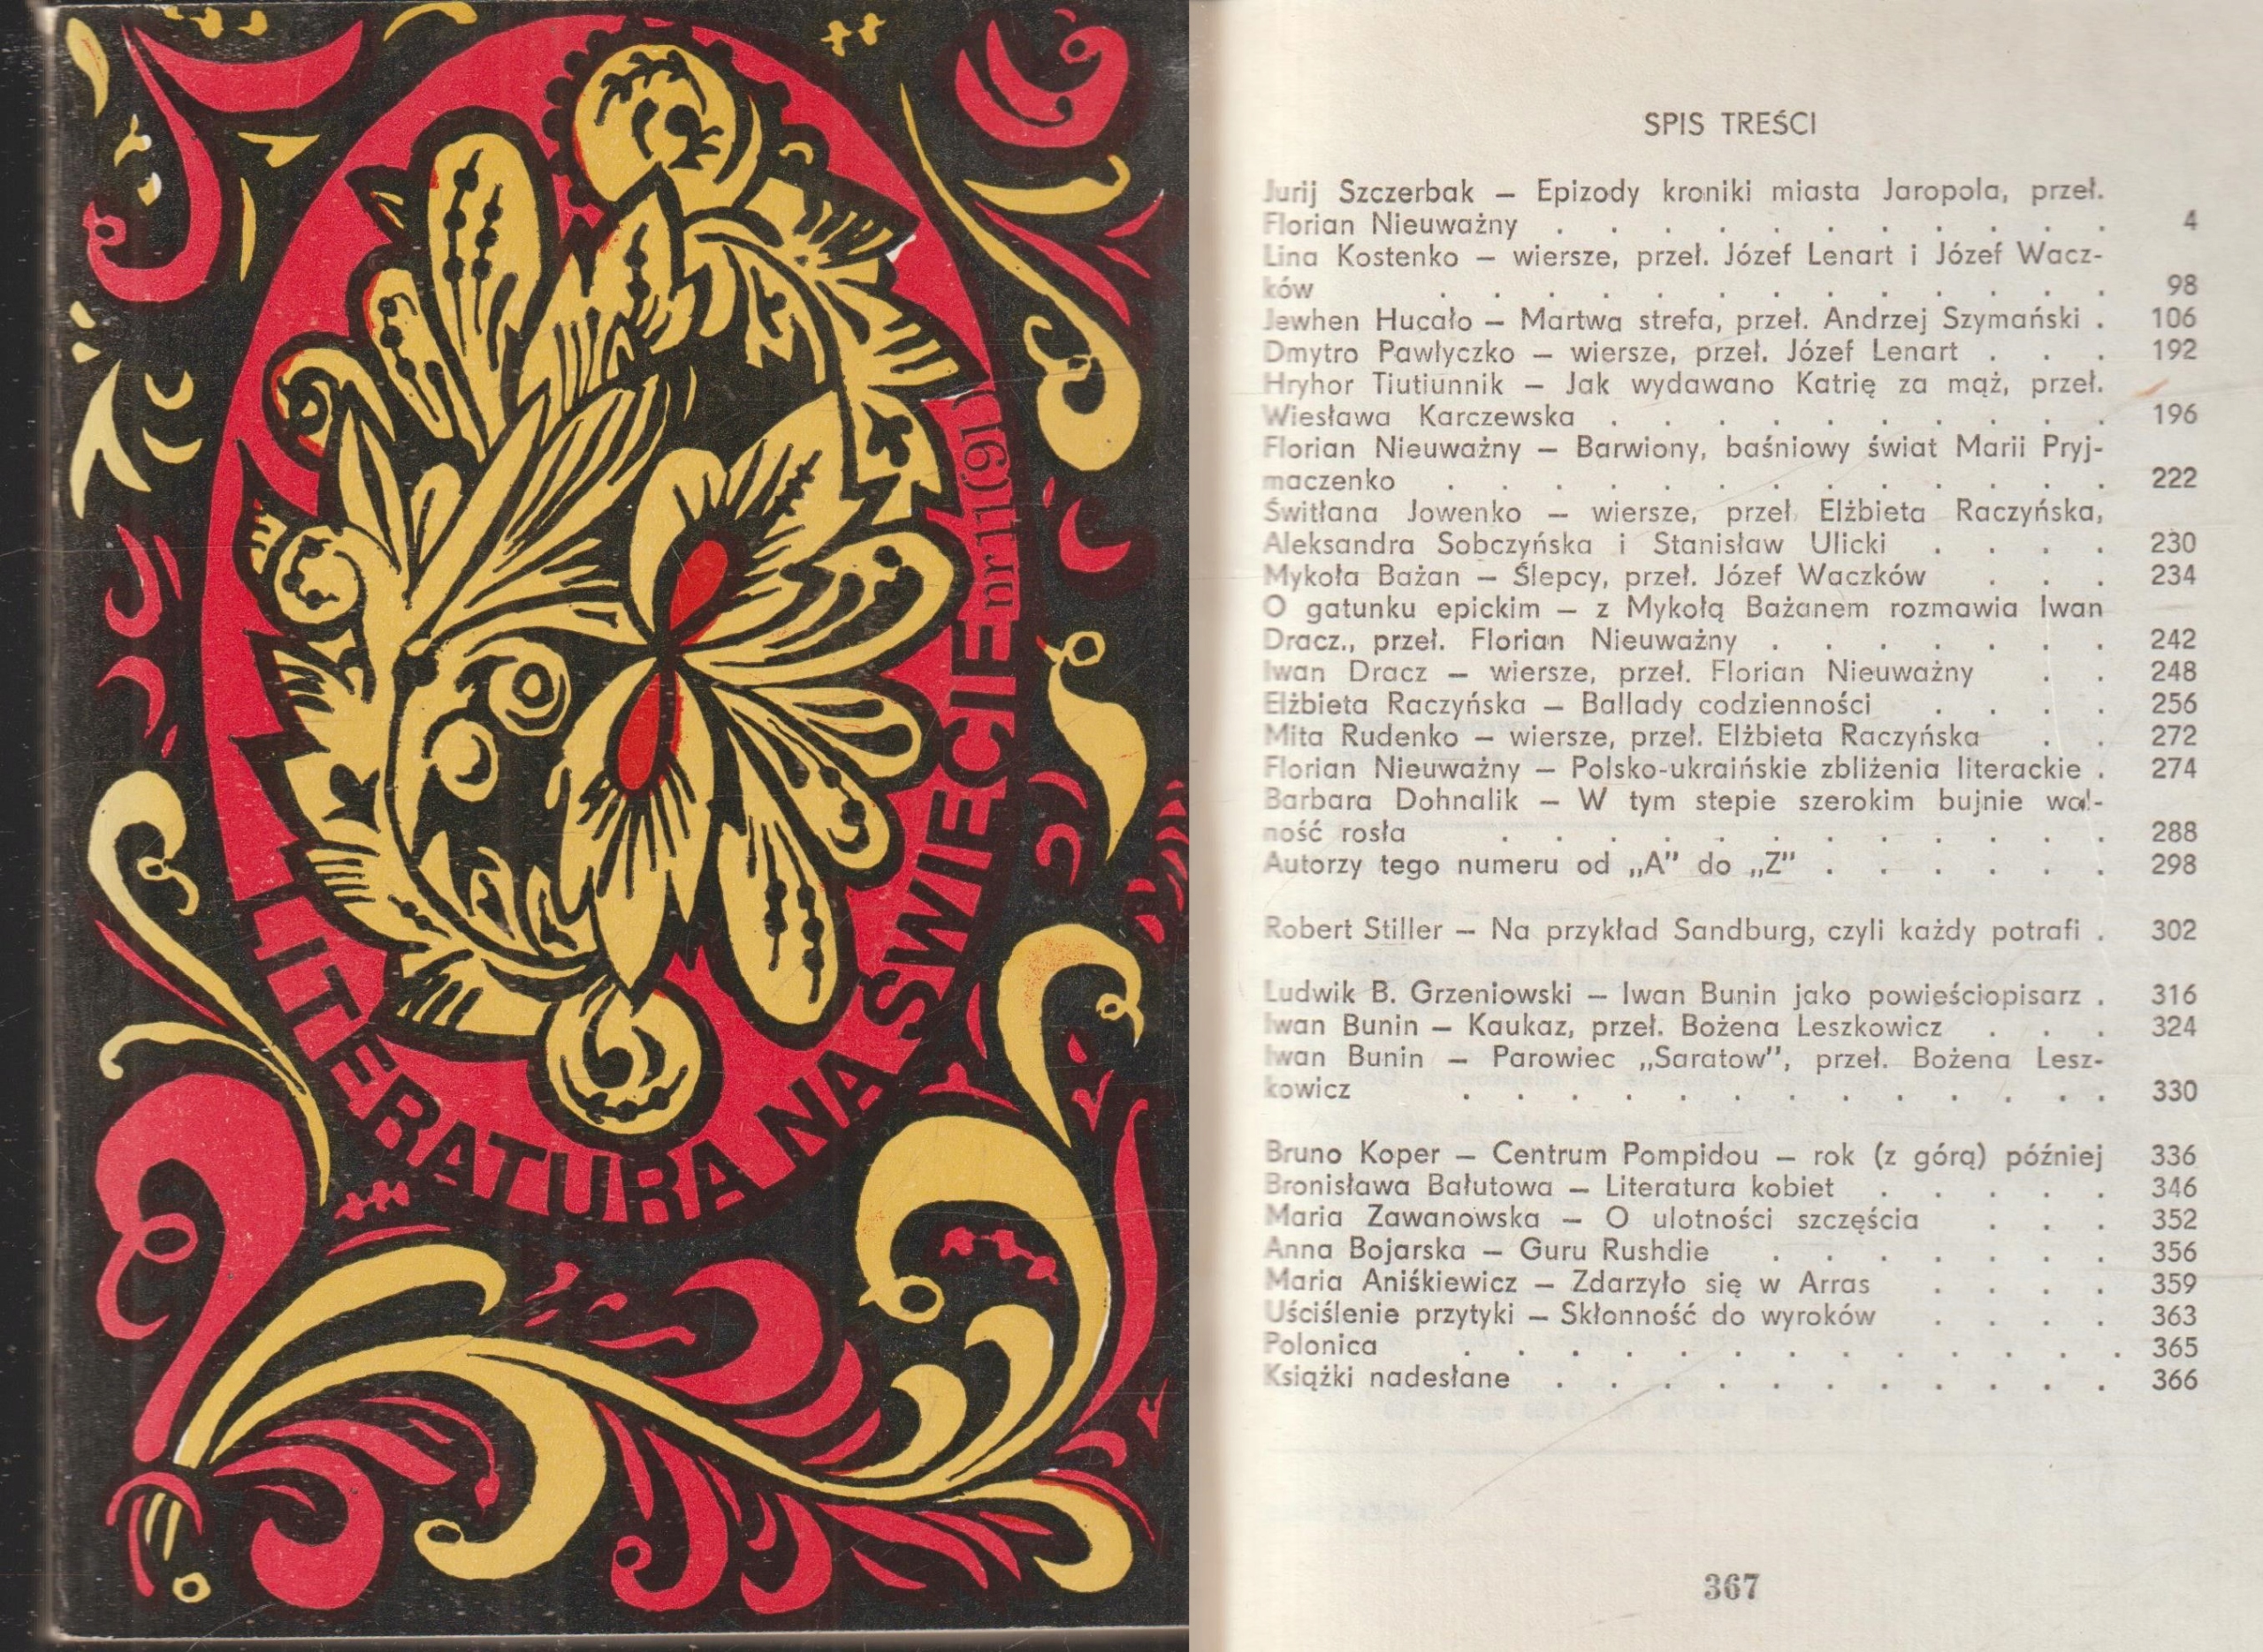 LITERATURA NA ŚWIECIE nr 11(91)
SPIS TREŚCI
Jurij Szczerbak – Epizody kroniki miasta Jaropola, przeł.
Florian Nieuważny . . . . . . . . . . . 4
Lina Kostenko – wiersze, przeł. Józef Lenart i Józef Wacz-
ków . . . . . . . . . . . . . 98
Jewhen Hucało – Martwa strefa, przeł. Andrzej Szymański . 106
Dmytro Pawłyczko – wiersze, przeł. Józef Lenart . . . 192
Hryhor Tiutiunnik – Jak wydawano Katrię za mąż, przeł.
Wiesława Karczewska . . . . . . . . . . 196
Florian Nieuważny – Barwiony, baśniowy świat Marii Pryj-
maczenko . . . . . . . . . . . . . 222
Świtłana Jowenko – wiersze, przeł. Elżbieta Raczyńska,
Aleksandra Sobczyńska i Stanisław Ulicki . . . . 230
Mykoła Bażan – Ślepcy, przeł. Józef Waczków . . . 234
O gatunku epickim – z Mykołą Bażanem rozmawia Iwan
Dracz., przeł. Florian Nieuważny . . . . . . . 242
Iwan Dracz – wiersze, przeł. Florian Nieuważny . . 248
Elżbieta Raczyńska – Ballady codzienności . . . . 256
Mita Rudenko – wiersze, przeł. Elżbieta Raczyńska . . 272
Florian Nieuważny – Polsko-ukraińskie zbliżenia literackie . 274
Barbara Dohnalik – W tym stepie szerokim bujnie wol-
ność rosła . . . . . . . . . . . . 288
Autorzy tego numeru od „A” do „Z” . . . . . . 298
Robert Stiller – Na przykład Sandburg, czyli każdy potrafi . 302
Ludwik B. Grzeniowski – Iwan Bunin jako powieściopisarz . 316
Iwan Bunin – Kaukaz, przeł. Bożena Leszkowicz . . . 324
Iwan Bunin – Parowiec „Saratow”, przeł. Bożena Lesz-
kowicz . . . . . . . . . . . . . 330
Bruno Koper – Centrum Pompidou – rok (z górą) później 336
Bronisława Bałutowa – Literatura kobiet . . . . . 346
Maria Zawanowska – O ulotności szczęścia . . . 352
Anna Bojarska – Guru Rushdie . . . . . . . 356
Maria Aniśkiewicz – Zdarzyło się w Arras . . . . 359
Uściślenie przytyki – Skłonność do wyroków . . . . 363
Polonica . . . . . . . . . . . . . 365
Książki nadesłane . . . . . . . . . . . 366
367